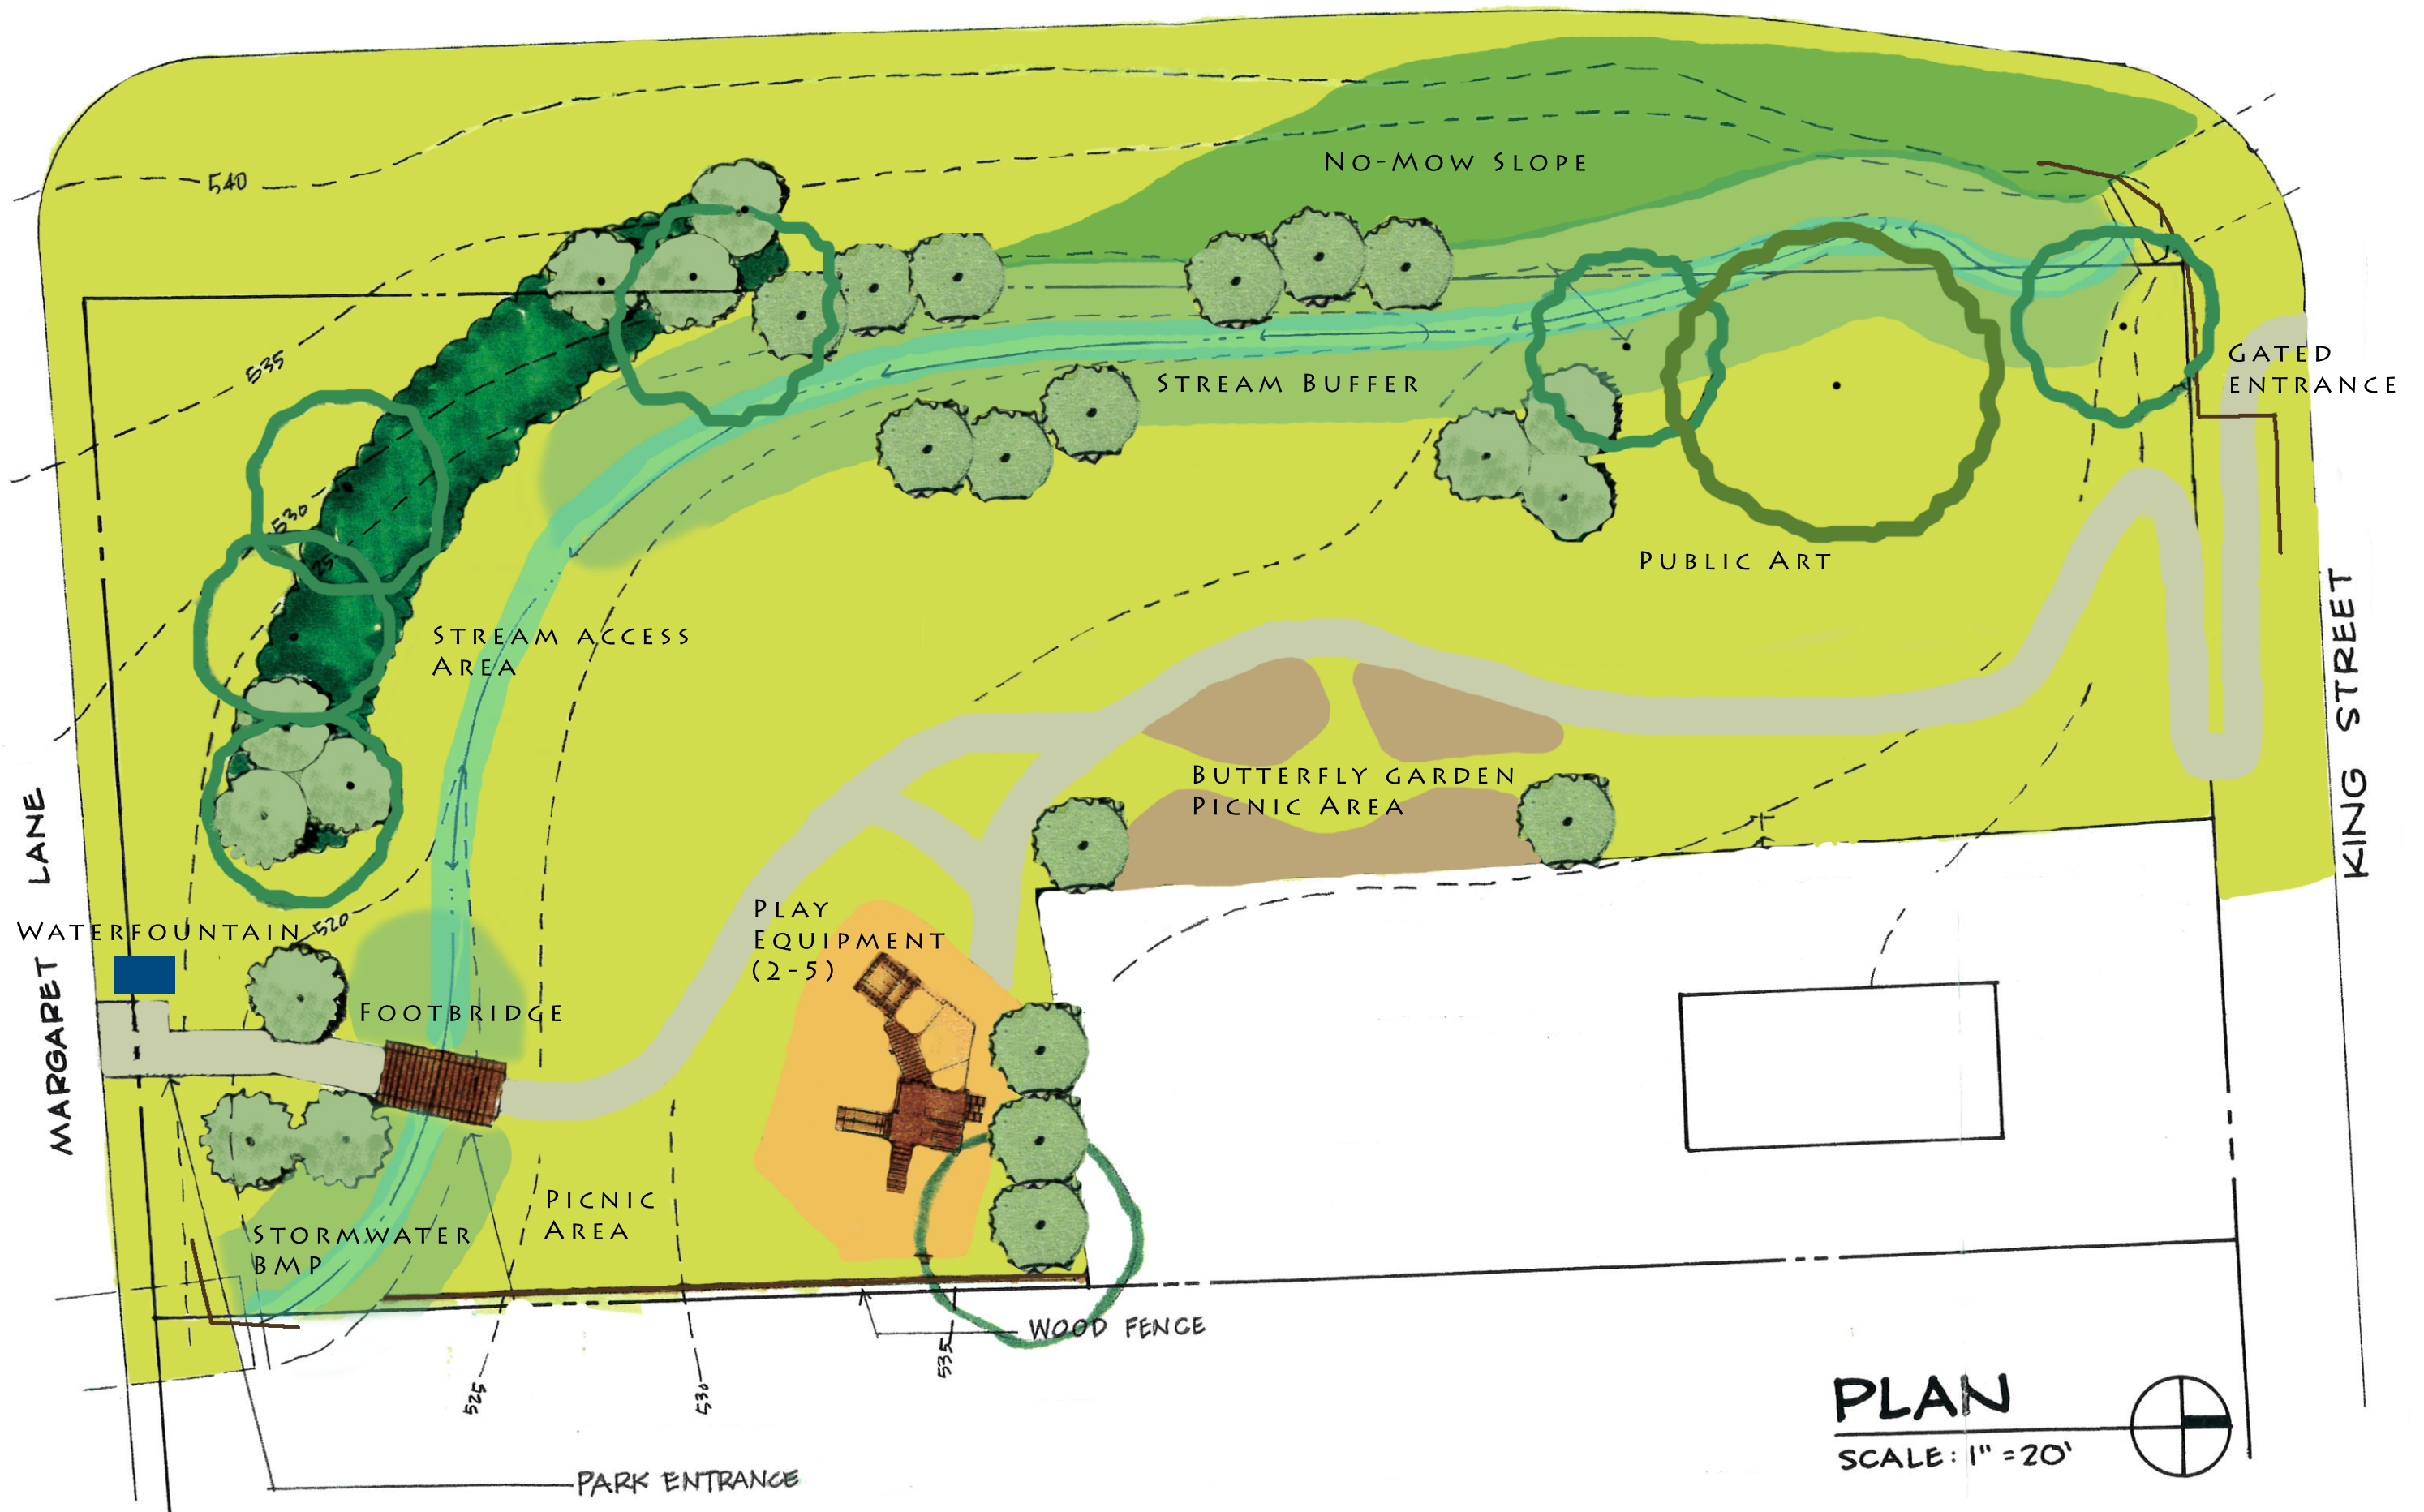 540
No-Mow Slope
535
Gated
Entrance
Stream Buffer
530
25
Public Art
Stream access
Area
King Street
Butterfly garden
Picnic Area
Margaret Lane
Play
Equipment
(2-5)
Waterfountain
520
Footbridge
Picnic
Area
Stormwater
BMP
Wood Fence
535
525
530
PLAN
SCALE: 1" = 20'
Park Entrance